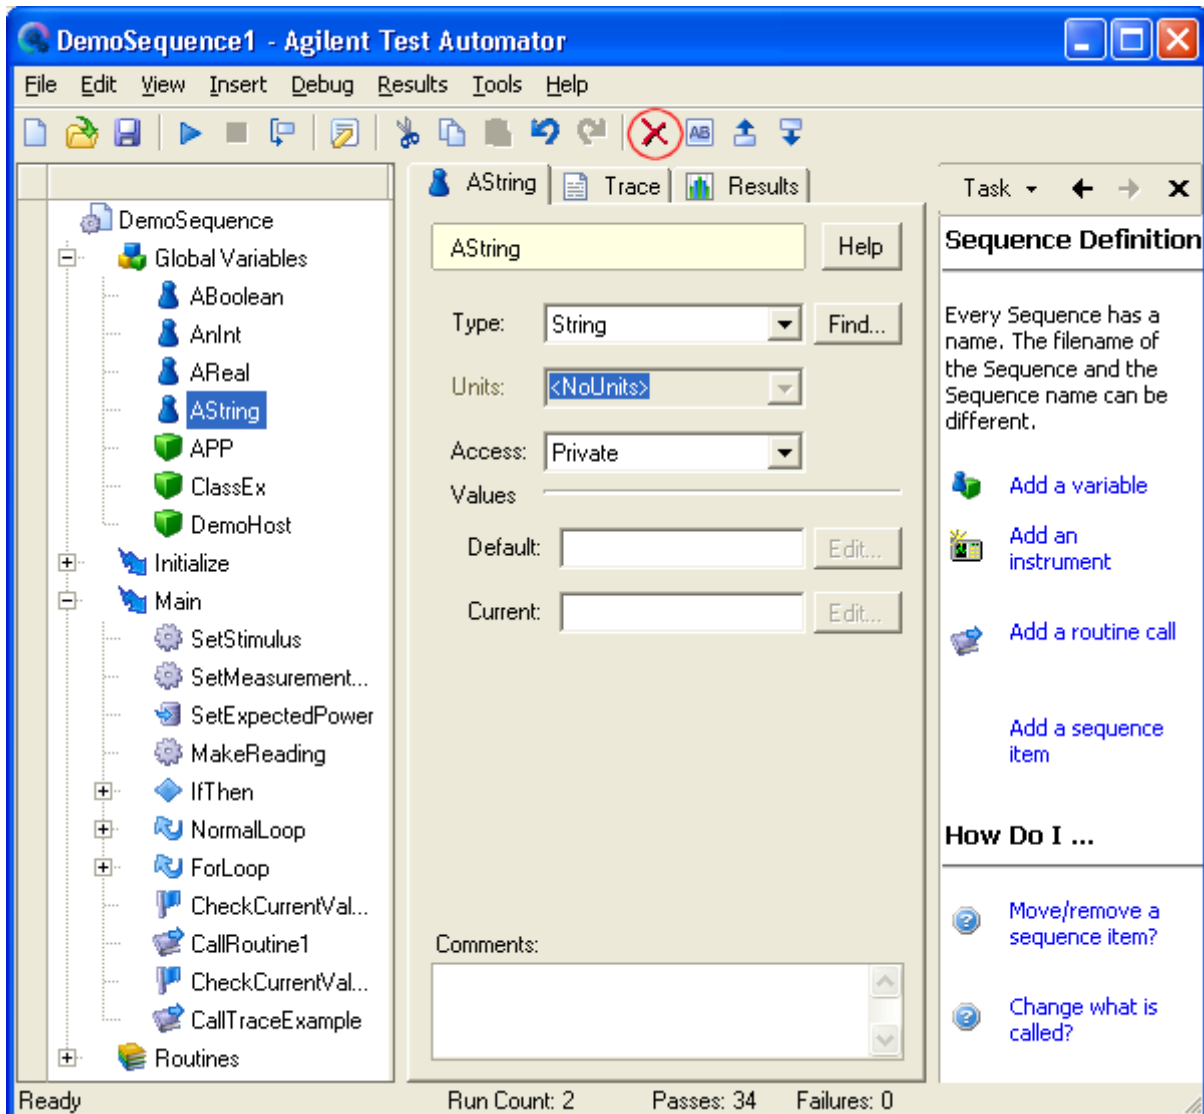 DemoSequence1 - Agilent Test Automator
File Edit View Insert Debug Results Tools Help
AB
AString Trace Results
Task
DemoSequence
Global Variables
ABoolean
AnInt
AReal
AString
APP
ClassEx
DemoHost
Initialize
Main
SetStimulus
SetMeasurement...
SetExpectedPower
MakeReading
IfThen
NormalLoop
ForLoop
CheckCurrentVal...
CallRoutine1
CheckCurrentVal...
CallTraceExample
Routines
AString Help
Type: String Find...
Units: <NoUnits>
Access: Private
Values
Default: Edit...
Current: Edit...
Comments:
Sequence Definition
Every Sequence has a
name. The filename of
the Sequence and the
Sequence name can be
different.
Add a variable
Add an
instrument
Add a routine call
Add a sequence
item
How Do I ...
Move/remove a
sequence item?
Change what is
called?
Ready Run Count: 2 Passes: 34 Failures: 0